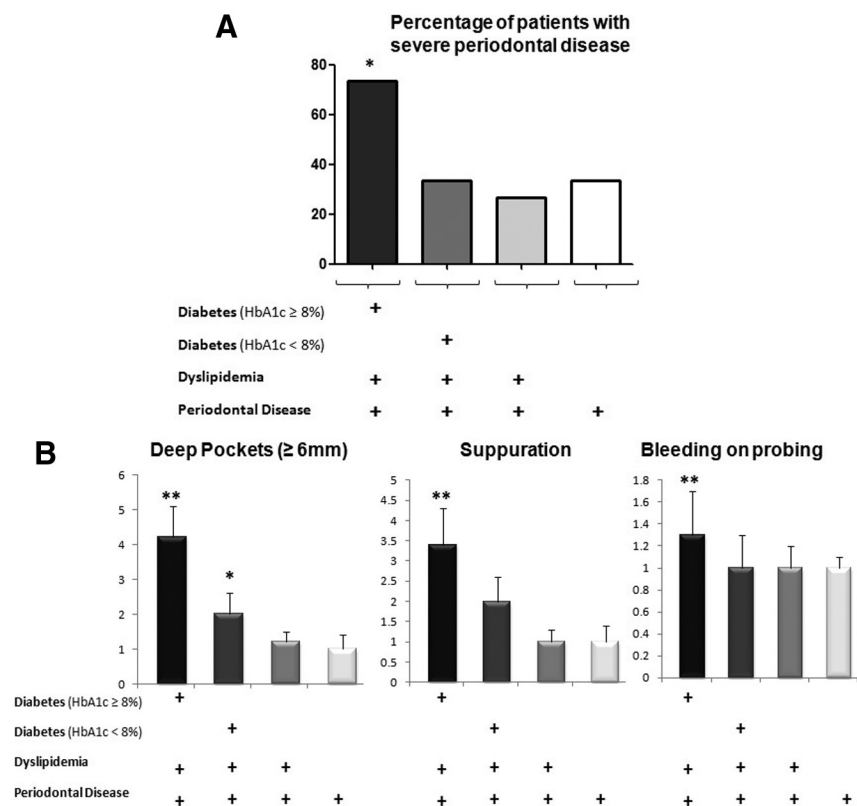 A
Percentage of patients with
severe periodontal disease
80
60
40
20
0
*
Diabetes (HbA1c ≥ 8%) +
Diabetes (HbA1c < 8%) +
Dyslipidemia + + +
Periodontal Disease + + + +
B
Deep Pockets (≥ 6mm)
6
5
4
3
2
1
0
**
*
Suppuration
5
4.5
4
3.5
3
2.5
2
1.5
1
0.5
0
**
Bleeding on probing
1.8
1.6
1.4
1.2
1
0.8
0.6
0.4
0.2
0
**
Diabetes (HbA1c ≥ 8%) + + +
Diabetes (HbA1c < 8%) + + +
Dyslipidemia + + + + + + + + +
Periodontal Disease + + + + + + + + + + + +